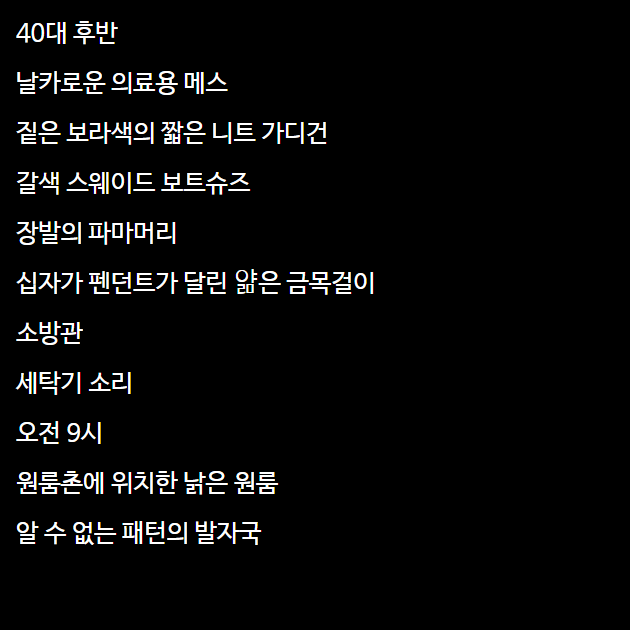 40대 후반
날카로운 의료용 메스
짙은 보라색의 짧은 니트 가디건
갈색 스웨이드 보트슈즈
장발의 파마머리
십자가 펜던트가 달린 얇은 금목걸이
소방관
세탁기 소리
오전 9시
원룸촌에 위치한 낡은 원룸
알 수 없는 패턴의 발자국